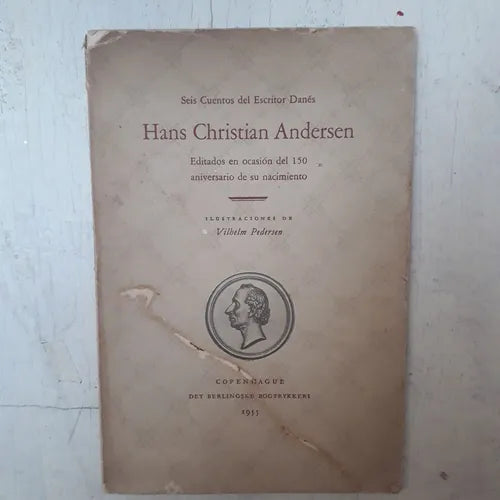 Seis Cuentos del Escritor Danés
Hans Christian Andersen
Editados en ocasión del 150
aniversario de su nacimiento
ILUSTRACIONES DE
Vilhelm Pedersen
COPENHAGUE
DET BERLINGSKE BOGTRYKKERI
1955